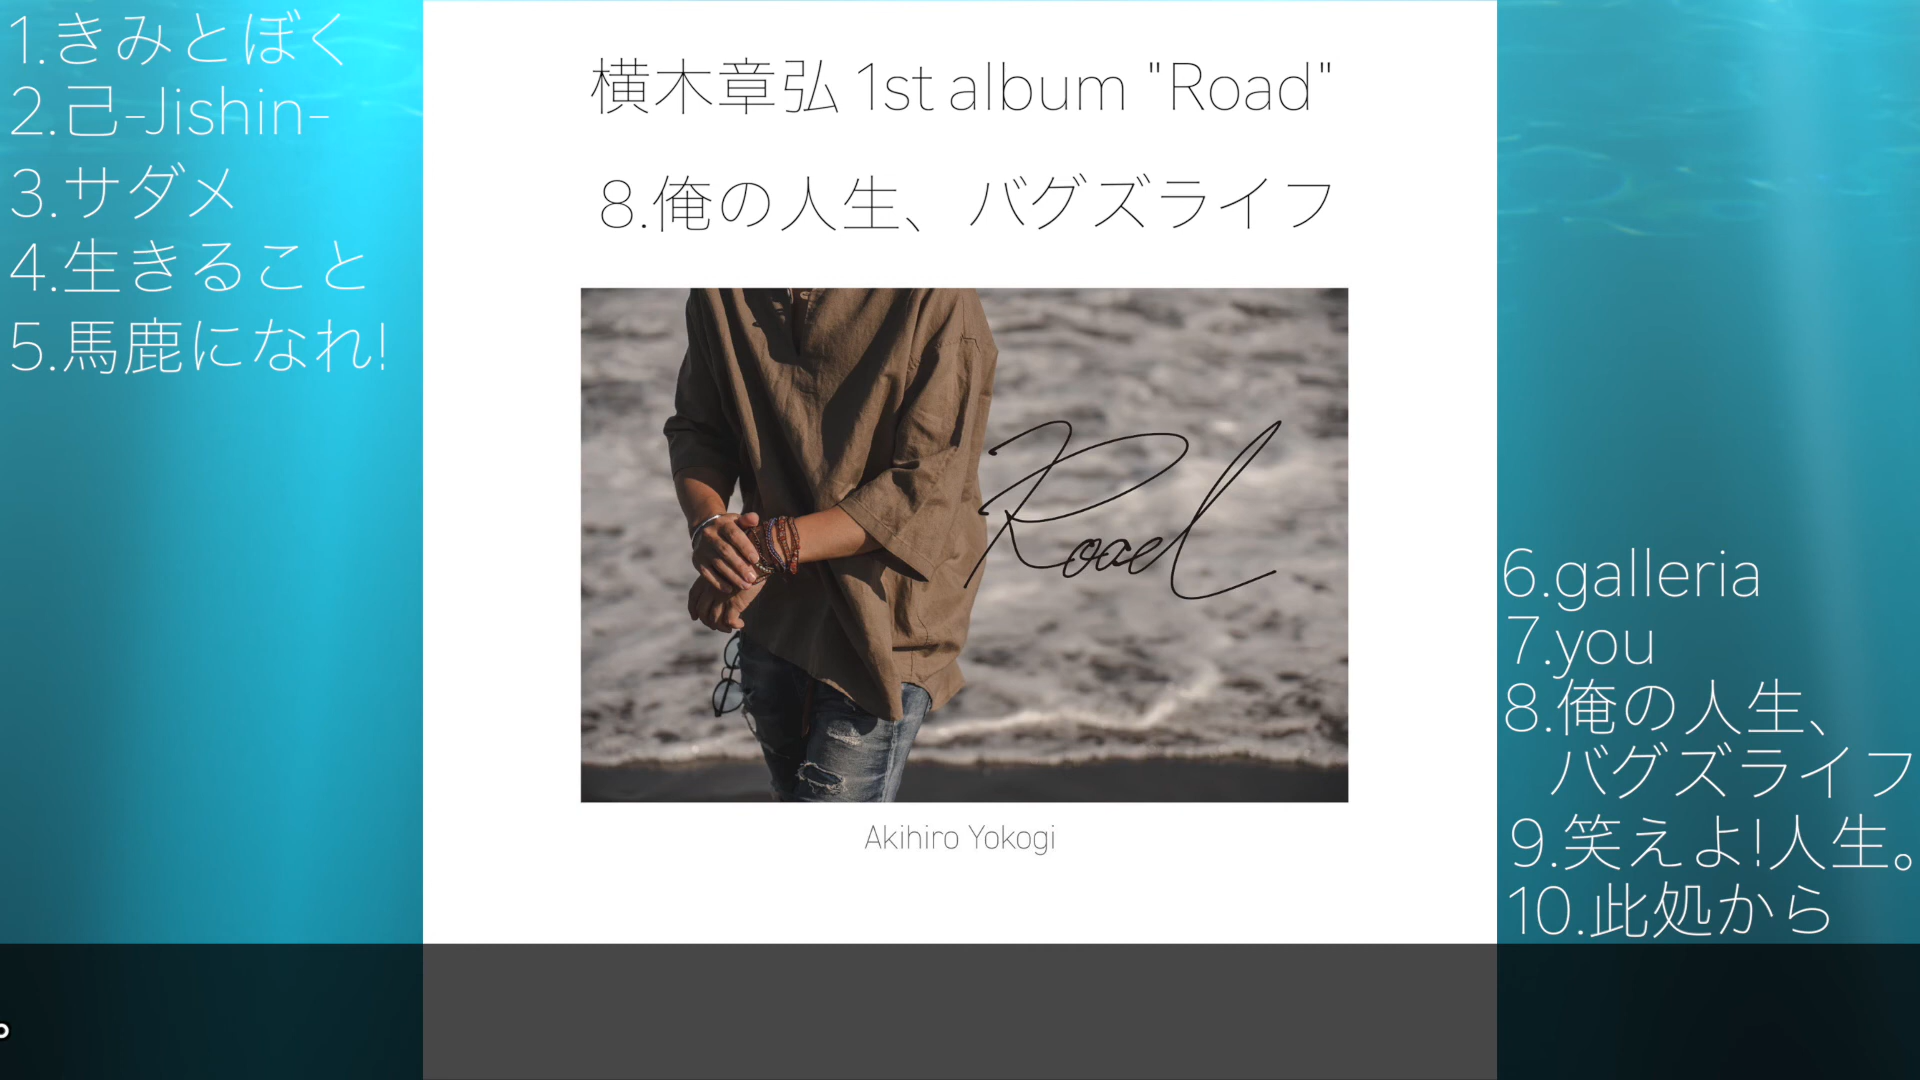 1.きみとぼく
2.己-Jishin-
3.サダメ
4.生きること
5.馬鹿になれ!
横木章弘 1st album "Road"
8.俺の人生、バグズライフ
Road
Akihiro Yokogi
6.galleria
7.you
8.俺の人生、
バグズライフ
9.笑えよ!人生。
10.此処から